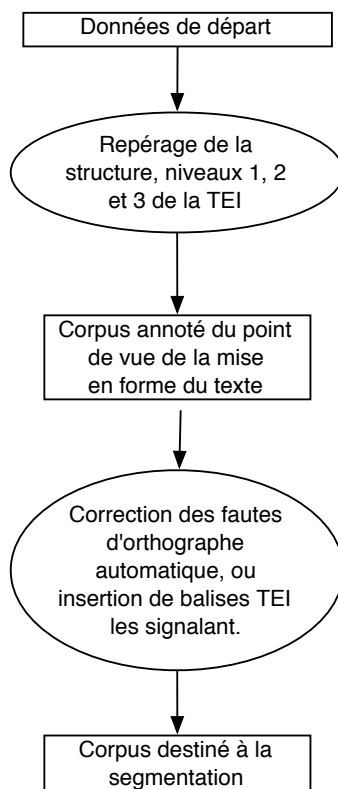 Données de départ
Repérage de la
structure, niveaux 1, 2
et 3 de la TEI
Corpus annoté du point
de vue de la mise
en forme du texte
Correction des fautes
d'orthographe
automatique, ou
insertion de balises TEI
les signalant.
Corpus destiné à la
segmentation